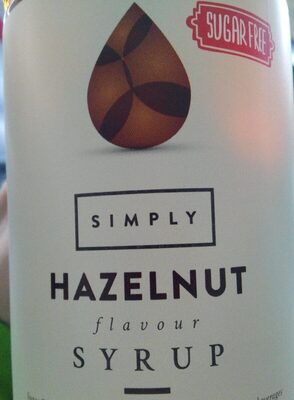 SUGAR FREE
SIMPLY
HAZELNUT
flavour
SYRUP